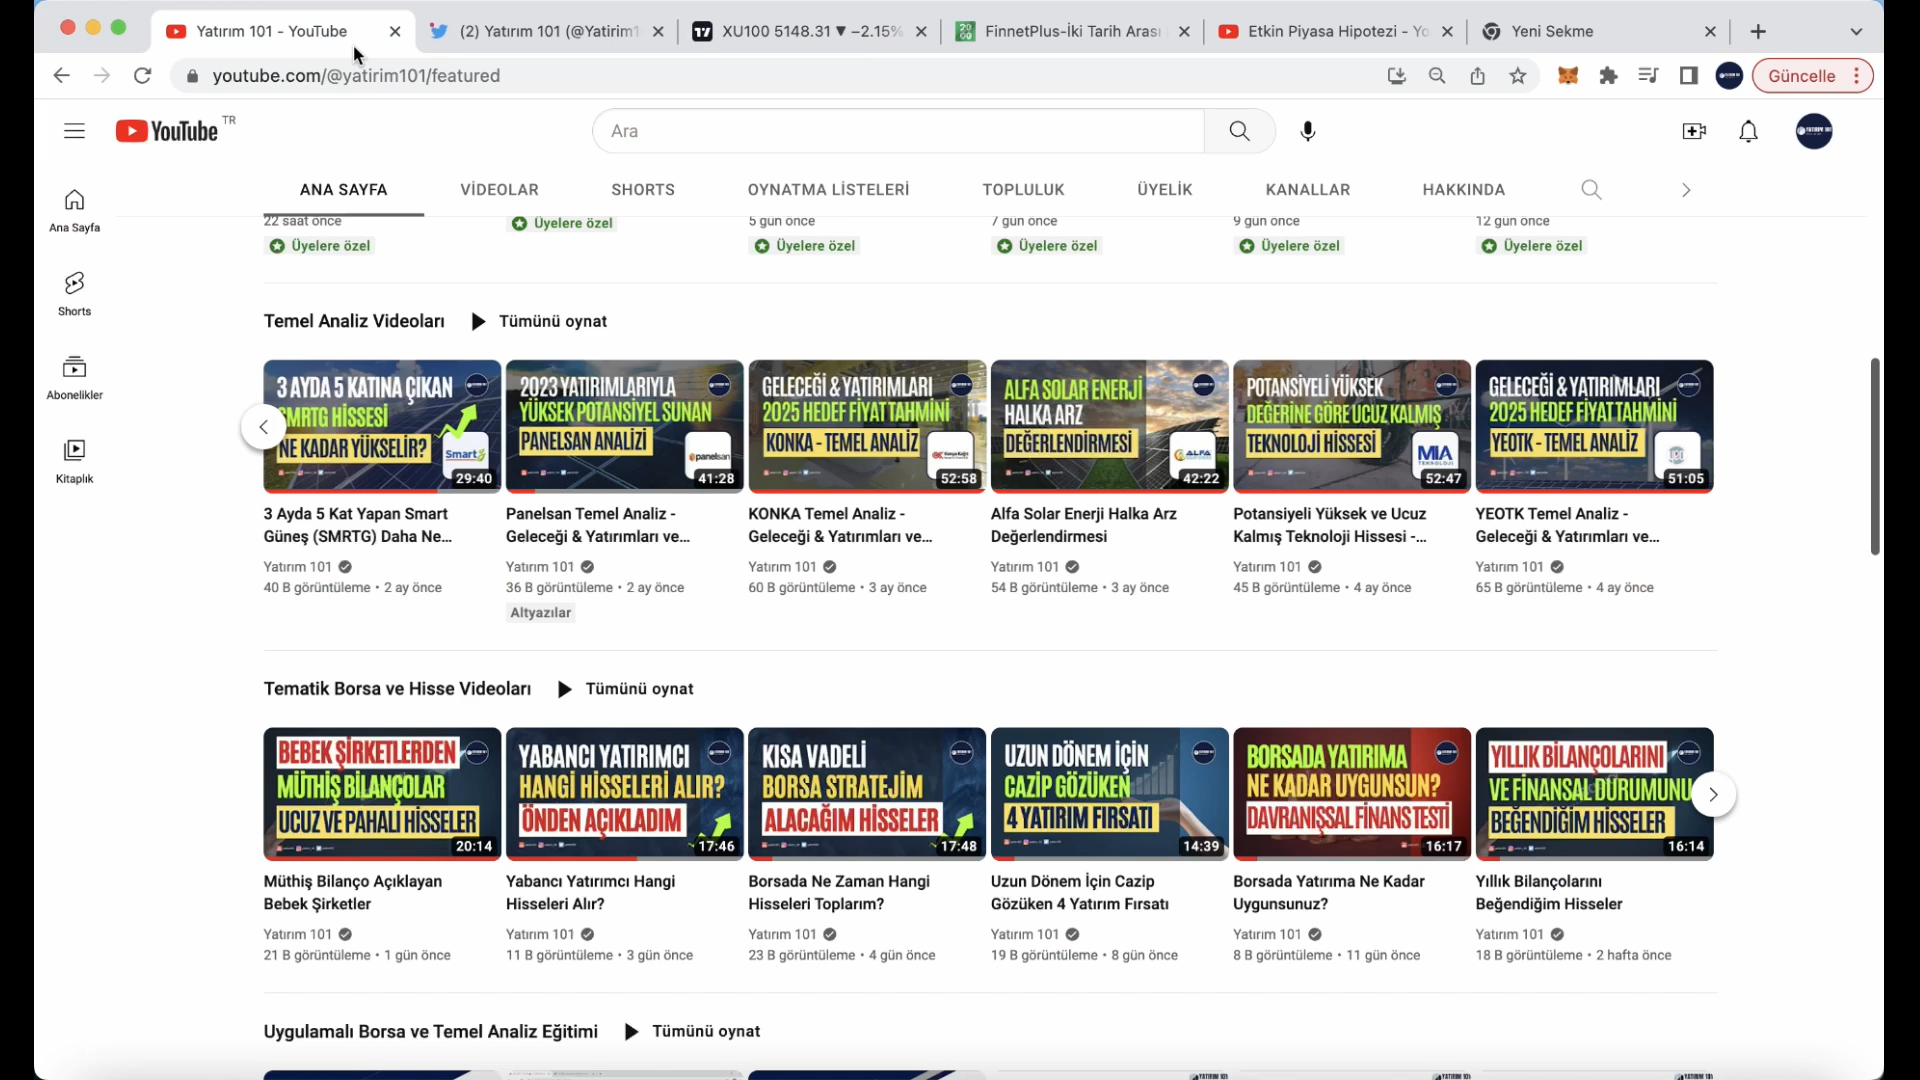 Yatırım 101 - YouTube
(2) Yatırım 101 (@Yatirim1
XU100 5148.31 ▼ −2.15%
FinnetPlus-İki Tarih Arası
Etkin Piyasa Hipotezi - Yo
Yeni Sekme
youtube.com/@yatirim101/featured
Güncelle
YouTube TR
Ara
ANA SAYFA
VİDEOLAR
SHORTS
OYNATMA LİSTELERİ
TOPLULUK
ÜYELİK
KANALLAR
HAKKINDA
Ana Sayfa
Shorts
Abonelikler
Kitaplık
22 saat önce
5 gün önce
7 gün önce
9 gün önce
12 gün önce
Üyelere özel
Üyelere özel
Üyelere özel
Üyelere özel
Üyelere özel
Üyelere özel
Temel Analiz Videoları
Tümünü oynat
3 AYDA 5 KATINA ÇIKAN
SMRTG HİSSESİ
NE KADAR YÜKSELİR?
Smart
29:40
2023 YATIRIMLARIYLA
YÜKSEK POTANSİYEL SUNAN
PANELSAN ANALİZİ
panelsan
41:28
GELECEĞİ & YATIRIMLARI
2025 HEDEF FİYAT TAHMİNİ
KONKA - TEMEL ANALİZ
52:58
ALFA SOLAR ENERJİ
HALKA ARZ
DEĞERLENDİRMESİ
ALFA
42:22
POTANSİYELİ YÜKSEK
DEĞERİNE GÖRE UCUZ KALMIŞ
TEKNOLOJİ HİSSESİ
MIA
TEKNOLOJİ
52:47
GELECEĞİ & YATIRIMLARI
2025 HEDEF FİYAT TAHMİNİ
YEOTK - TEMEL ANALİZ
51:05
3 Ayda 5 Kat Yapan Smart
Güneş (SMRTG) Daha Ne...
Yatırım 101
40 B görüntüleme • 2 ay önce
Panelsan Temel Analiz -
Geleceği & Yatırımları ve...
Yatırım 101
36 B görüntüleme • 2 ay önce
Altyazılar
KONKA Temel Analiz -
Geleceği & Yatırımları ve...
Yatırım 101
60 B görüntüleme • 3 ay önce
Alfa Solar Enerji Halka Arz
Değerlendirmesi
Yatırım 101
54 B görüntüleme • 3 ay önce
Potansiyeli Yüksek ve Ucuz
Kalmış Teknoloji Hissesi -...
Yatırım 101
45 B görüntüleme • 4 ay önce
YEOTK Temel Analiz -
Geleceği & Yatırımları ve...
Yatırım 101
65 B görüntüleme • 4 ay önce
Tematik Borsa ve Hisse Videoları
Tümünü oynat
BEBEK ŞİRKETLERDEN
MÜTHİŞ BİLANÇOLAR
UCUZ VE PAHALI HİSSELER
20:14
YABANCI YATIRIMCI
HANGİ HİSSELERİ ALIR?
ÖNDEN AÇIKLADIM
17:46
KISA VADELİ
BORSA STRATEJİM
ALACAĞIM HİSSELER
17:48
UZUN DÖNEM İÇİN
CAZİP GÖZÜKEN
4 YATIRIM FIRSATI
14:39
BORSADA YATIRIMA
NE KADAR UYGUNSUN?
DAVRANIŞSAL FİNANS TESTİ
16:17
YILLIK BİLANÇOLARINI
VE FİNANSAL DURUMUNU
BEĞENDİĞİM HİSSELER
16:14
Müthiş Bilanço Açıklayan
Bebek Şirketler
Yatırım 101
21 B görüntüleme • 1 gün önce
Yabancı Yatırımcı Hangi
Hisseleri Alır?
Yatırım 101
11 B görüntüleme • 3 gün önce
Borsada Ne Zaman Hangi
Hisseleri Toplarım?
Yatırım 101
23 B görüntüleme • 4 gün önce
Uzun Dönem İçin Cazip
Gözüken 4 Yatırım Fırsatı
Yatırım 101
19 B görüntüleme • 8 gün önce
Borsada Yatırıma Ne Kadar
Uygunsunuz?
Yatırım 101
8 B görüntüleme • 11 gün önce
Yıllık Bilançolarını
Beğendiğim Hisseler
Yatırım 101
18 B görüntüleme • 2 hafta önce
Uygulamalı Borsa ve Temel Analiz Eğitimi
Tümünü oynat
YATIRIM 101
YATIRIM 101
YATIRIM 101